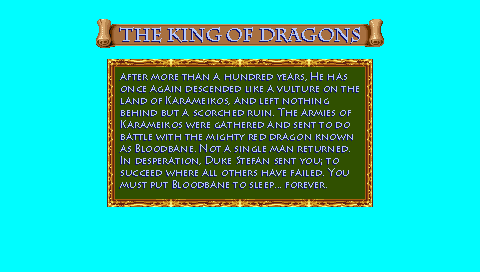 THE KING OF DRAGONS
After more than a hundred years, He has
once again descended like a vulture on the
land of Karameikos, and left nothing
behind but a scorched ruin. The armies of
Karameikos were gathered and sent to do
battle with the mighty red dragon known
as Bloodbane. Not a single man returned.
In desperation, Duke Stefan sent you; to
succeed where all others have failed. You
must put Bloodbane to sleep... forever.